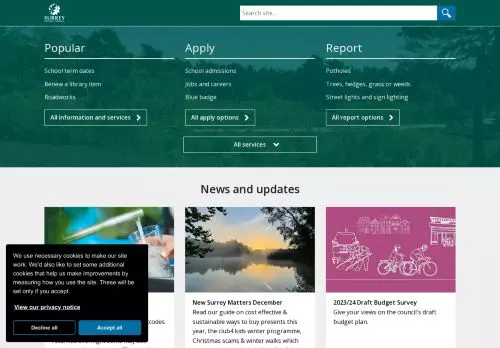 SURREY
Search site...
Popular
Apply
Report
School term dates
School admissions
Potholes
Renew a library item
Jobs and careers
Trees, hedges, grass or weeds
Roadworks
Blue badge
Street lights and sign lighting
All information and services
All apply options
All report options
All services
News and updates
We use necessary cookies to make our site
work. We'd also like to set some additional
cookies that help us make improvements by
measuring how you use the site. These will be
set only if you accept.
View our privacy notice
Decline all
Accept all
codes
New Surrey Matters December
Read our guide on cost effective &
sustainable ways to buy presents this
year, the club4 kids winter programme,
Christmas scams & winter walks which
2023/24 Draft Budget Survey
Give your views on the council's draft
budget plan.